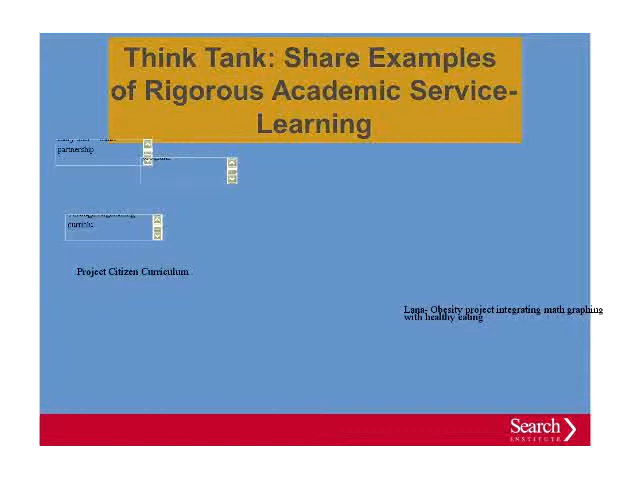 Think Tank: Share Examples
of Rigorous Academic Service-
Learning
partnership
Project Citizen Curriculum
Lana- Obesity project integrating math graphing
with healthy eating
Search
INSTITUTE